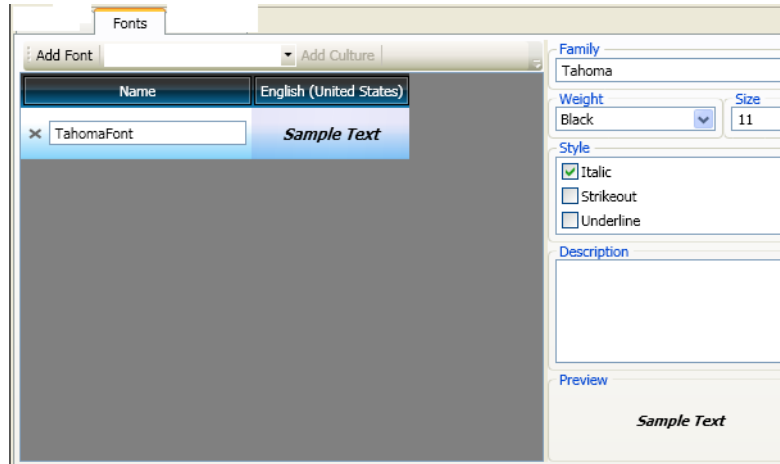 Fonts
Add Font Add Culture
Name English (United States)
TahomaFont Sample Text
Family
Tahoma
Weight Size
Black 11
Style
Italic
Strikeout
Underline
Description
Preview
Sample Text